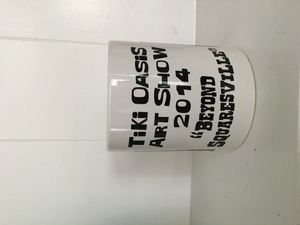 TiKi OASiS
ART SHOW
2014
"BEYOND
SQUARESVILLE"